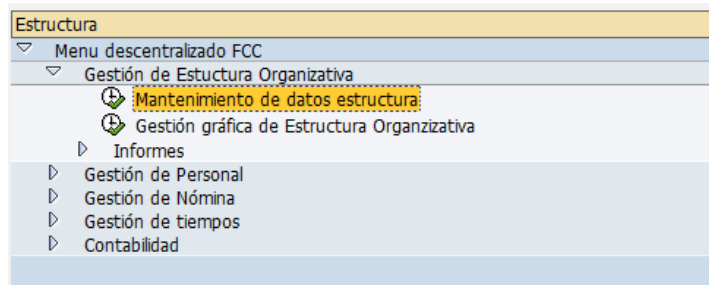 Estructura
Menu descentralizado FCC
Gestión de Estuctura Organizativa
Mantenimiento de datos estructura
Gestión gráfica de Estructura Organzizativa
Informes
Gestión de Personal
Gestión de Nómina
Gestión de tiempos
Contabilidad